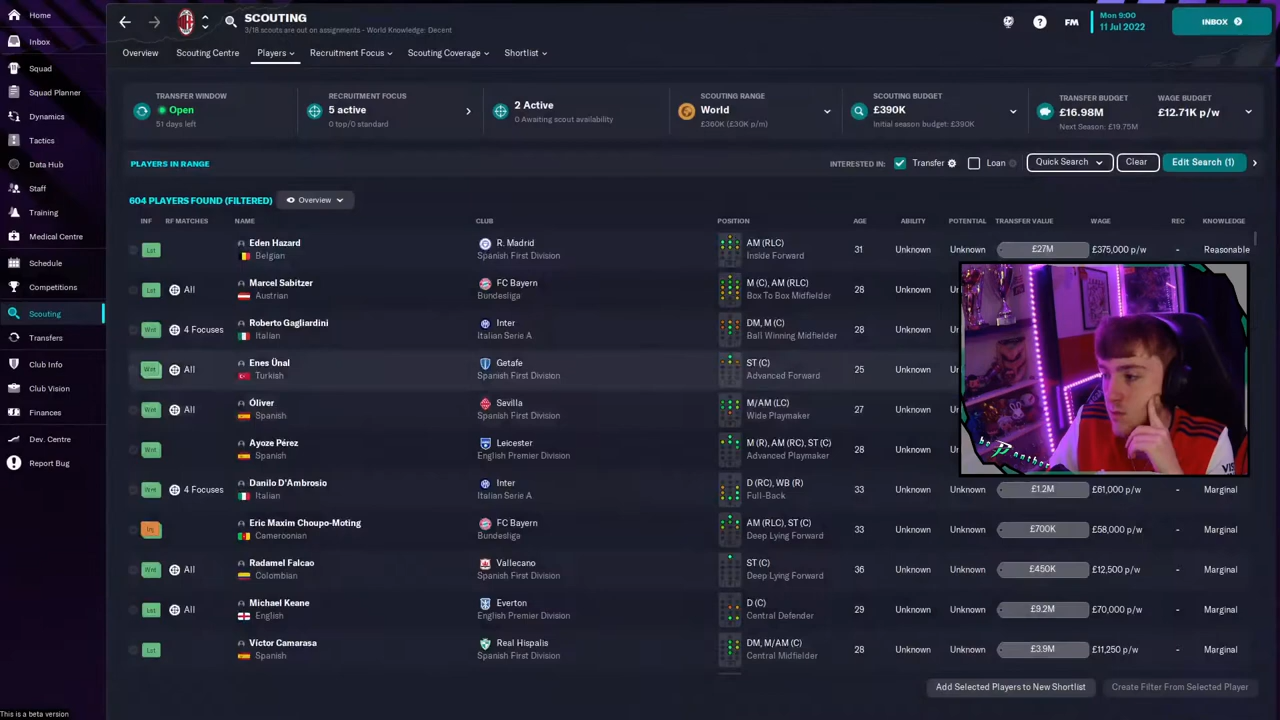 Home
Inbox
Squad
Squad Planner
Dynamics
Tactics
Data Hub
Staff
Training
Medical Centre
Schedule
Competitions
Scouting
Transfers
Club Info
Club Vision
Finances
Dev. Centre
Report Bug
This is a beta version
SCOUTING
3/18 scouts are out on assignments - World Knowledge: Decent
FM
Mon 9:00
11 Jul 2022
INBOX
Overview Scouting Centre Players Recruitment Focus Scouting Coverage Shortlist
TRANSFER WINDOW
Open
51 days left
RECRUITMENT FOCUS
5 active
0 top/0 standard
2 Active
0 Awaiting scout availability
SCOUTING RANGE
World
£360K (£30K p/m)
SCOUTING BUDGET
£390K
Initial season budget: £390K
TRANSFER BUDGET
£16.98M
Next Season: £19.75M
WAGE BUDGET
£12.71K p/w
PLAYERS IN RANGE
INTERESTED IN: Transfer Loan Quick Search Clear Edit Search (1)
604 PLAYERS FOUND (FILTERED) Overview
INF RF MATCHES NAME CLUB POSITION AGE ABILITY POTENTIAL TRANSFER VALUE WAGE REC KNOWLEDGE
Lst Eden Hazard R. Madrid AM (RLC) 31 Unknown Unknown £27M £375,000 p/w - Reasonable
Belgian Spanish First Division Inside Forward
Lst All Marcel Sabitzer FC Bayern M (C), AM (RLC) 28 Unknown
Austrian Bundesliga Box To Box Midfielder
Wnt 4 Focuses Roberto Gagliardini Inter DM, M (C) 28 Unknown
Italian Italian Serie A Ball Winning Midfielder
Wnt All Enes Ünal Getafe ST (C) 25 Unknown
Turkish Spanish First Division Advanced Forward
Wnt All Óliver Sevilla M/AM (LC) 27 Unknown
Spanish Spanish First Division Wide Playmaker
Wnt Ayoze Pérez Leicester M (R), AM (RC), ST (C) 28 Unknown
Spanish English Premier Division Advanced Playmaker
Wnt 4 Focuses Danilo D'Ambrosio Inter D (RC), WB (R) 33 Unknown Unknown £1.2M £61,000 p/w - Marginal
Italian Italian Serie A Full-Back
Inj Eric Maxim Choupo-Moting FC Bayern AM (RLC), ST (C) 33 Unknown Unknown £700K £58,000 p/w - Marginal
Cameroonian Bundesliga Deep Lying Forward
Wnt All Radamel Falcao Vallecano ST (C) 36 Unknown Unknown £450K £12,500 p/w - Marginal
Colombian Spanish First Division Deep Lying Forward
Lst All Michael Keane Everton D (C) 29 Unknown Unknown £9.2M £70,000 p/w - Marginal
English English Premier Division Central Defender
Lst Víctor Camarasa Real Hispalis DM, M/AM (C) 28 Unknown Unknown £3.9M £11,250 p/w - Marginal
Spanish Spanish First Division Central Midfielder
Add Selected Players to New Shortlist Create Filter From Selected Player